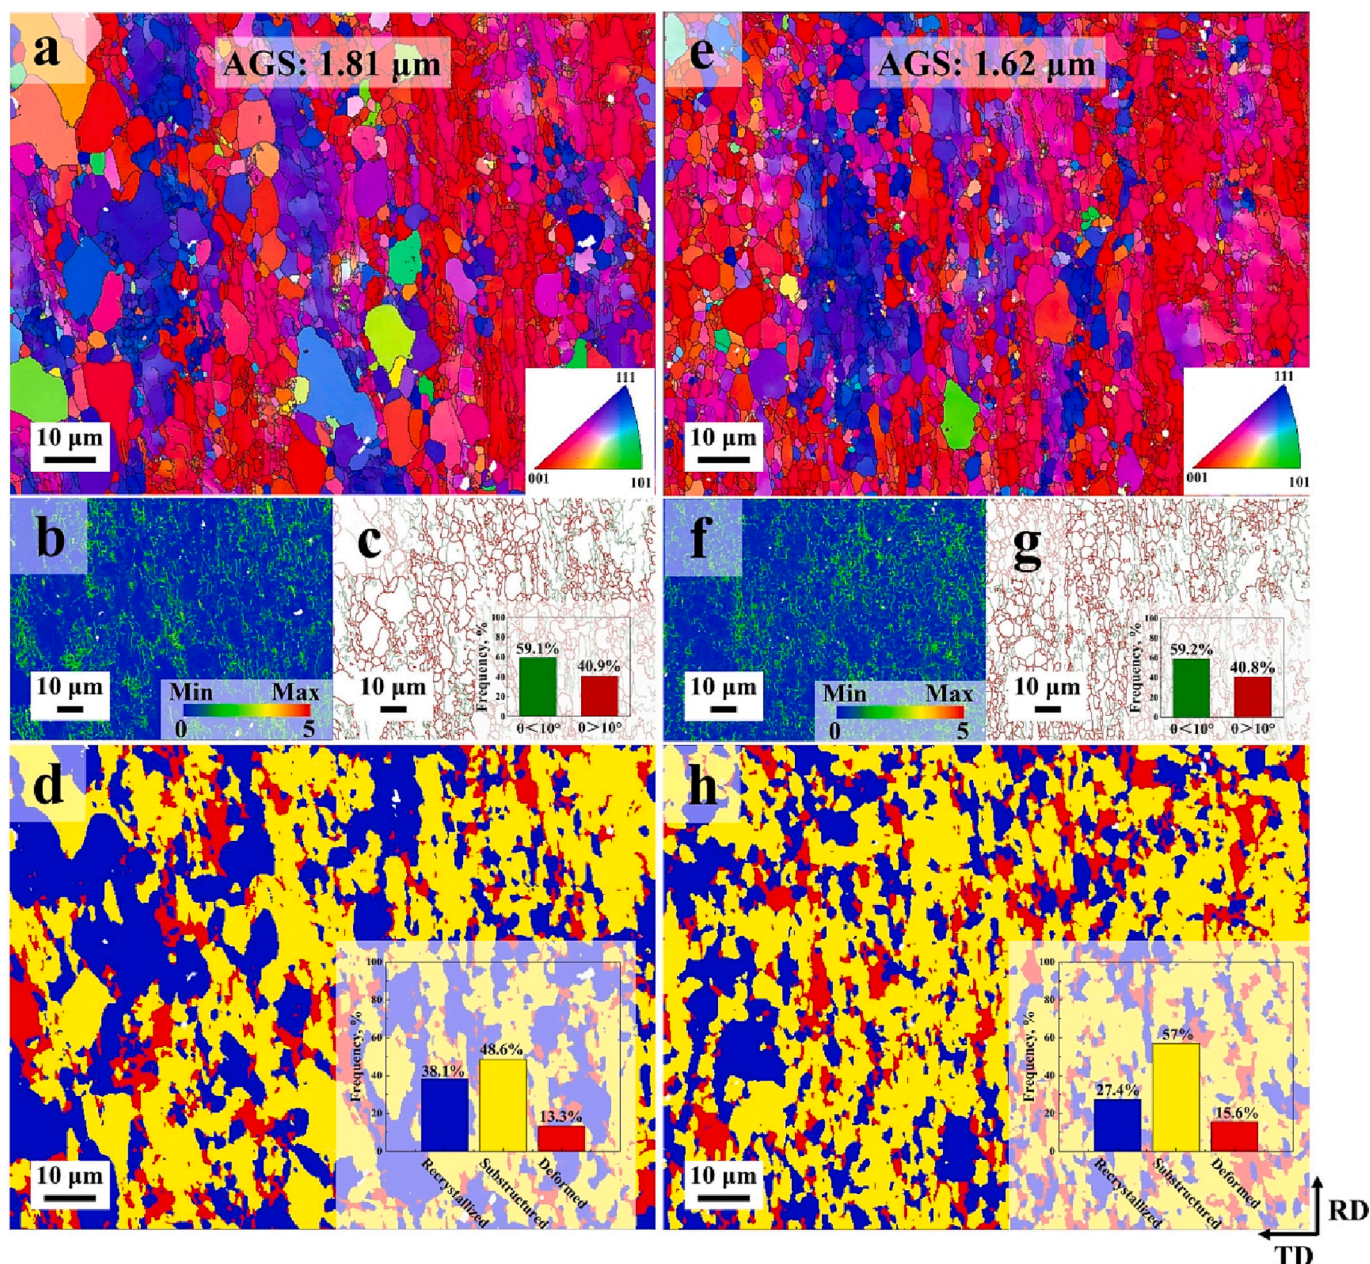 a
AGS: 1.81 μm
111
001
101
10 μm
e
AGS: 1.62 μm
111
001
101
10 μm
b
10 μm
Min Max
0 5
c
10 μm
Frequency, %
100
80
60
40
20
0
59.1%
40.9%
θ<10°
θ>10°
f
10 μm
Min Max
0 5
g
10 μm
Frequency, %
100
80
60
40
20
0
59.2%
40.8%
θ<10°
θ>10°
d
10 μm
Frequency, %
100
80
60
40
20
0
38.1%
48.6%
13.3%
Recrystallized
Substructured
Deformed
h
10 μm
Frequency, %
100
80
60
40
20
0
27.4%
57%
15.6%
Recrystallized
Substructured
Deformed
RD
TD